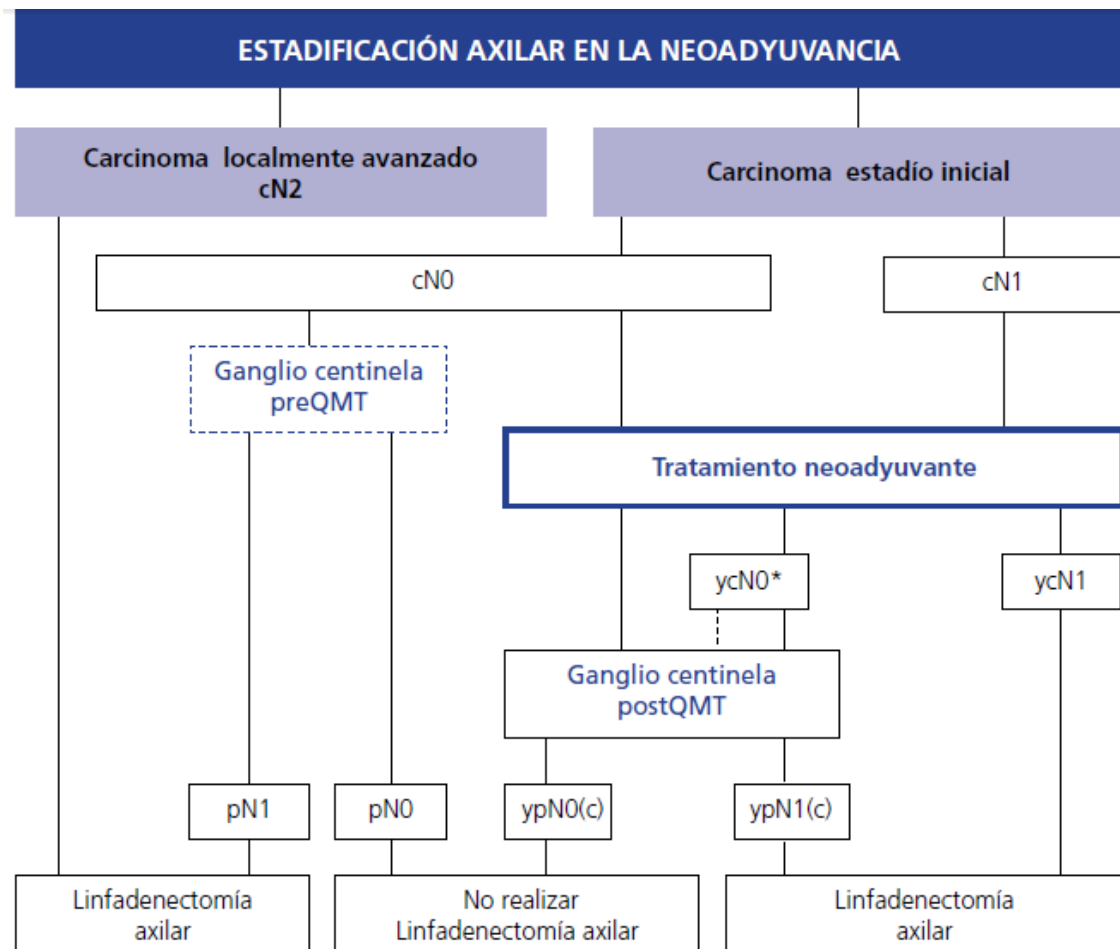 ESTADIFICACIÓN AXILAR EN LA NEOADYUVANCIA
Carcinoma localmente avanzado
cN2
Carcinoma estadío inicial
cN0
cN1
Ganglio centinela
preQMT
Tratamiento neoadyuvante
ycN0*
ycN1
Ganglio centinela
postQMT
pN1
pN0
ypN0(c)
ypN1(c)
Linfadenectomía
axilar
No realizar
Linfadenectomía axilar
Linfadenectomía
axilar